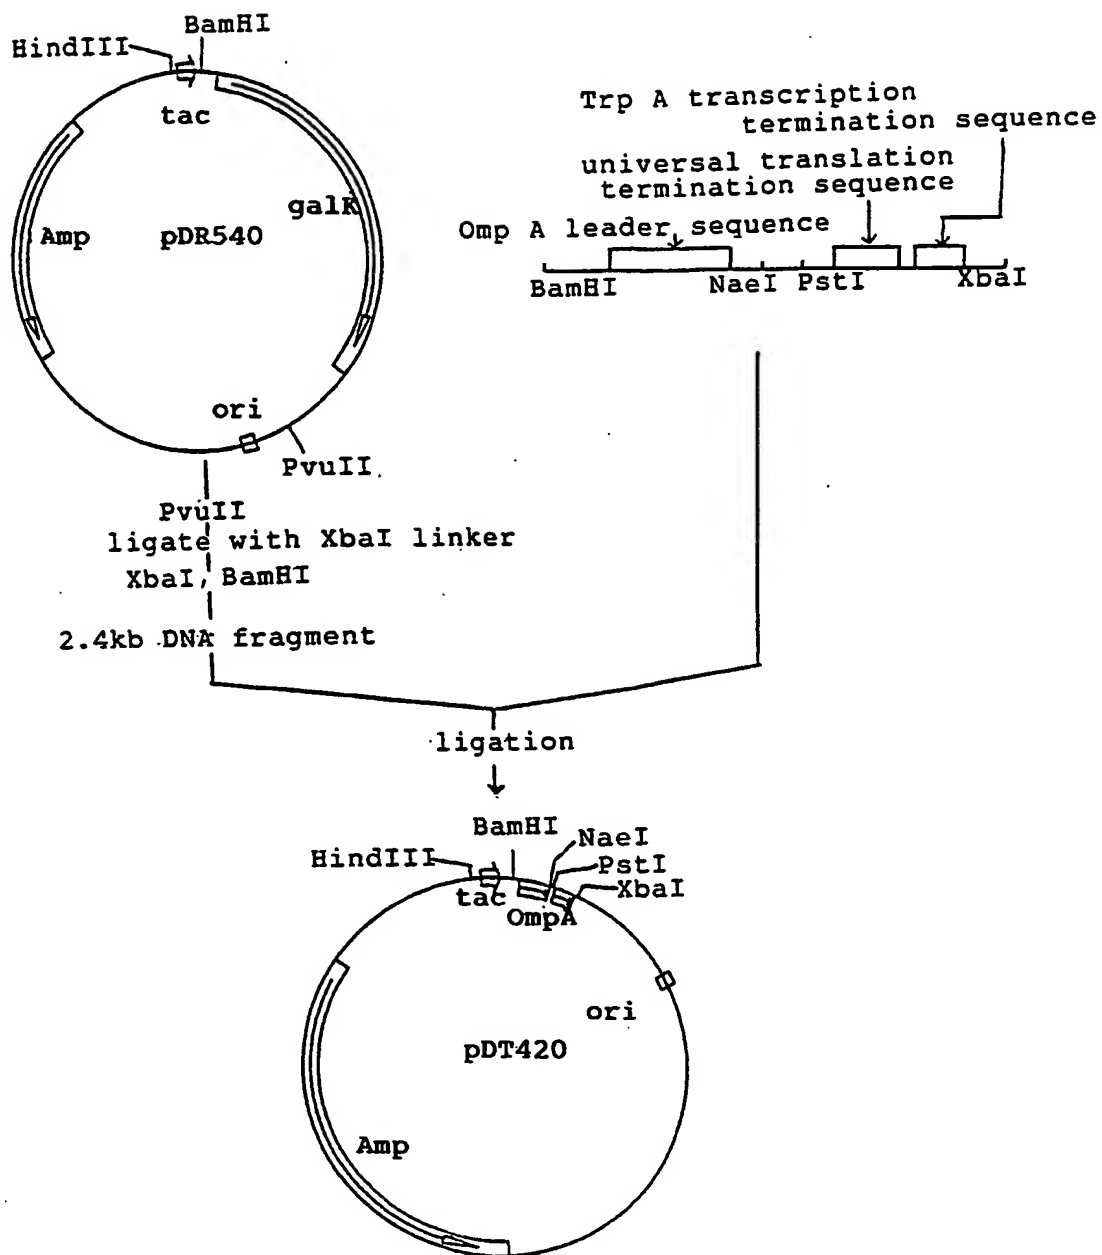 BamHI
HindIII
tac
galK
Amp
pDR540
ori
PvuII
Trp A transcription
termination sequence
universal translation
termination sequence
Omp A leader sequence
BamHI
NaeI
PstI
XbaI
PvuII
ligate with XbaI linker
XbaI, BamHI
2.4kb DNA fragment
ligation
BamHI
NaeI
HindIII
PstI
XbaI
tac
OmpA
ori
pDT420
Amp